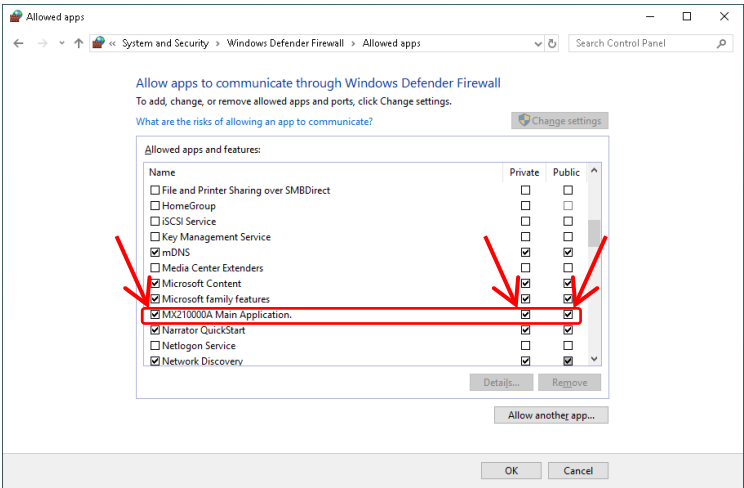 Allowed apps
« System and Security > Windows Defender Firewall > Allowed apps
Search Control Panel
Allow apps to communicate through Windows Defender Firewall
To add, change, or remove allowed apps and ports, click Change settings.
What are the risks of allowing an app to communicate?
Change settings
Allowed apps and features:
Name Private Public
File and Printer Sharing over SMBDirect
HomeGroup
iSCSI Service
Key Management Service
mDNS
Media Center Extenders
Microsoft Content
Microsoft family features
MX210000A Main Application.
Narrator QuickStart
Netlogon Service
Network Discovery
Details... Remove
Allow another app...
OK Cancel